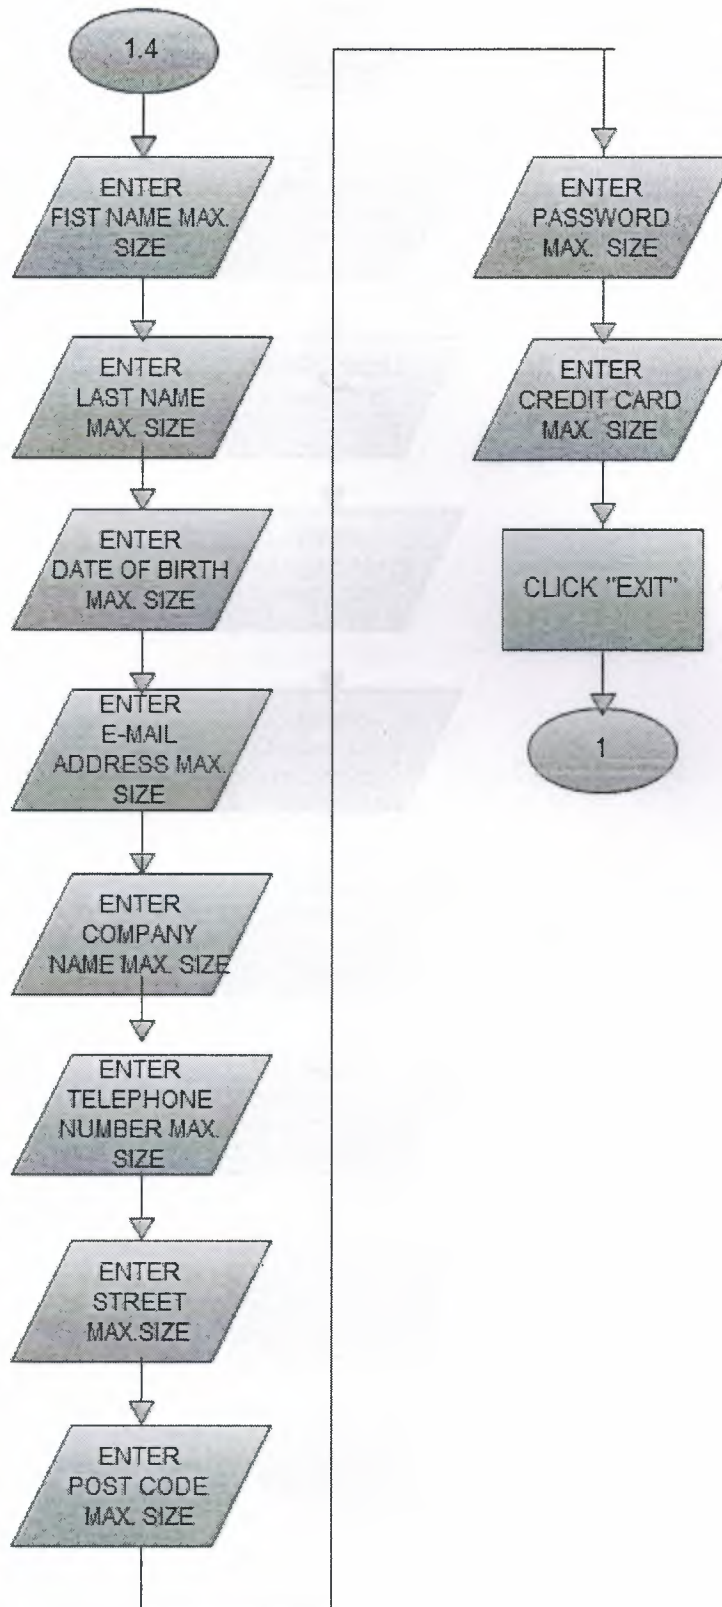 1.4
ENTER
FIST NAME MAX.
SIZE
ENTER
LAST NAME
MAX. SIZE
ENTER
DATE OF BIRTH
MAX. SIZE
ENTER
E-MAIL
ADDRESS MAX.
SIZE
ENTER
COMPANY
NAME MAX. SIZE
ENTER
TELEPHONE
NUMBER MAX.
SIZE
ENTER
STREET
MAX.SIZE
ENTER
POST CODE
MAX. SIZE
ENTER
PASSWORD
MAX. SIZE
ENTER
CREDIT CARD
MAX. SIZE
CLICK "EXIT"
1